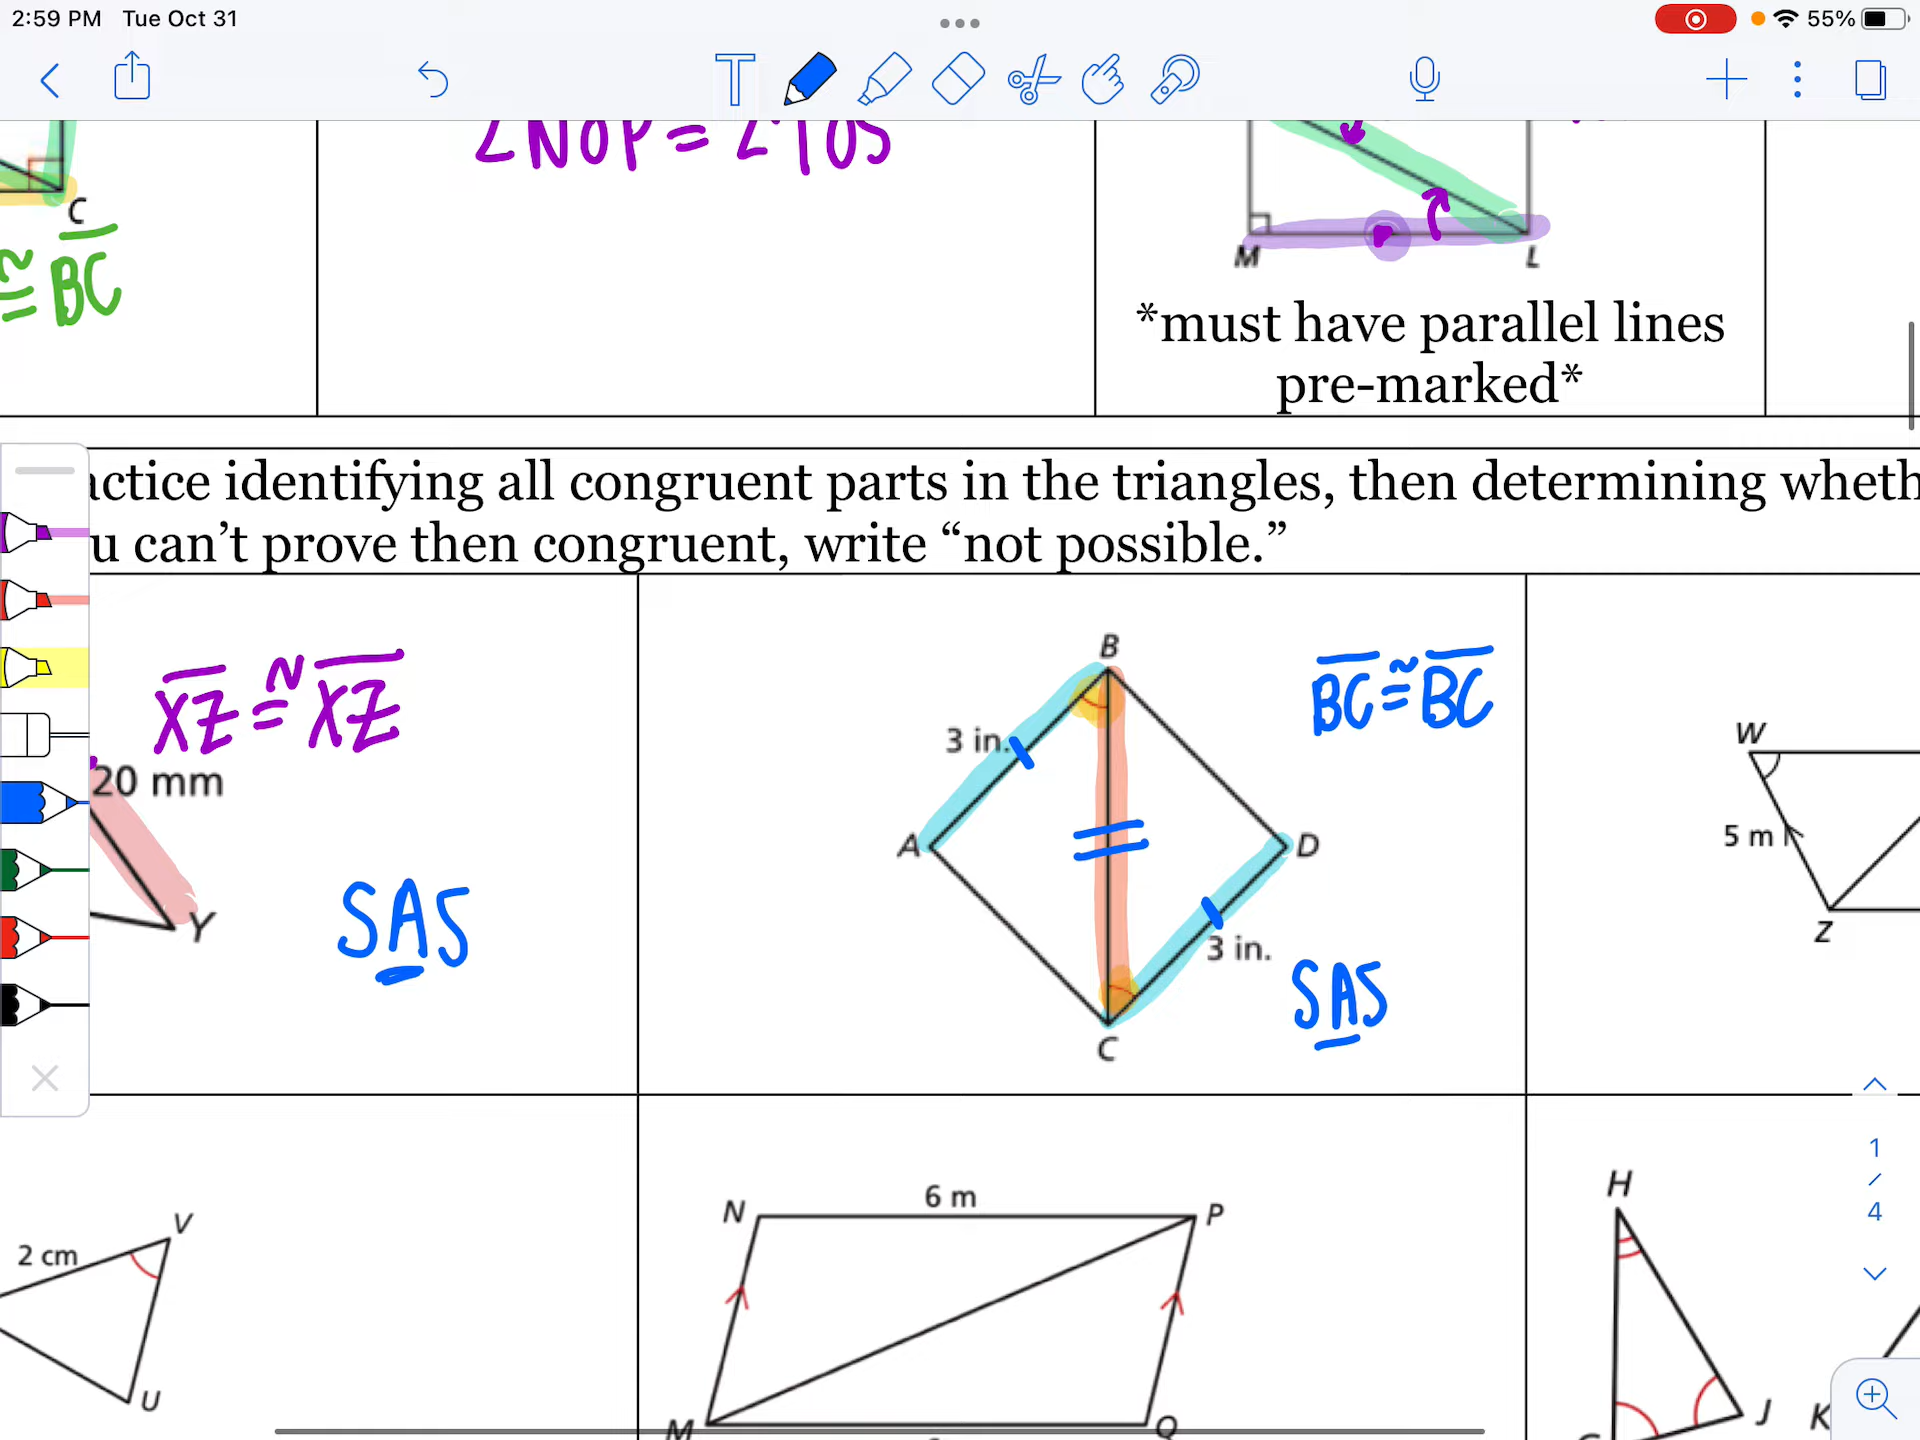 2:59 PM Tue Oct 31
55%
T
∠NOP = ∠TOS
C
≅ BC
M
L
*must have parallel lines
pre-marked*
actice identifying all congruent parts in the triangles, then determining wheth
u can’t prove then congruent, write “not possible.”
XZ ≅ XZ
20 mm
Y
SAS
B
3 in.
A
D
3 in.
C
BC ≅ BC
SAS
W
5 m
Z
2 cm
V
U
N
6 m
P
M
Q
H
J
K
1
/
4